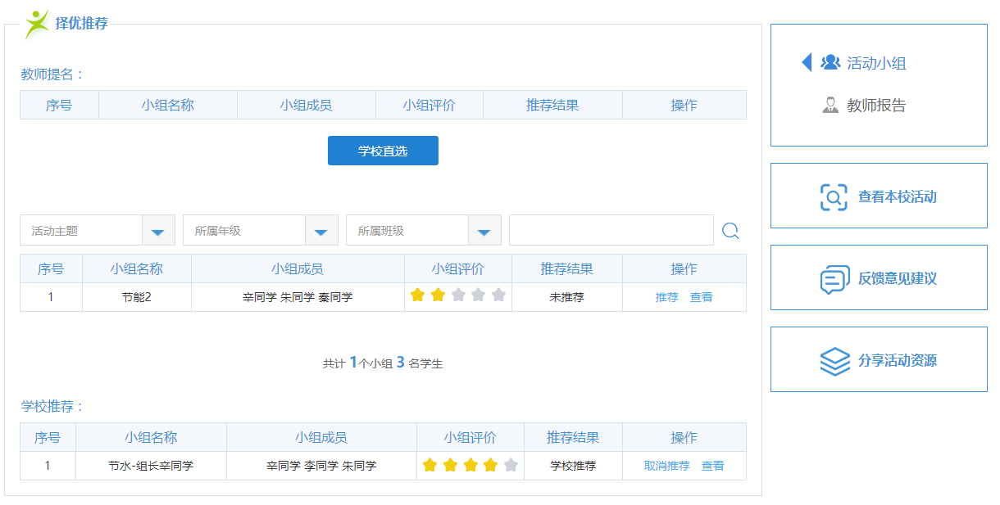 择优推荐
教师提名：
序号 小组名称 小组成员 小组评价 推荐结果 操作
学校直选
活动主题 所属年级 所属班级
序号 小组名称 小组成员 小组评价 推荐结果 操作
1 节能2 辛同学 朱同学 秦同学 未推荐 推荐 查看
共计 1个小组 3 名学生
学校推荐：
序号 小组名称 小组成员 小组评价 推荐结果 操作
1 节水-组长辛同学 辛同学 李同学 朱同学 学校推荐 取消推荐 查看
活动小组
教师报告
查看本校活动
反馈意见建议
分享活动资源